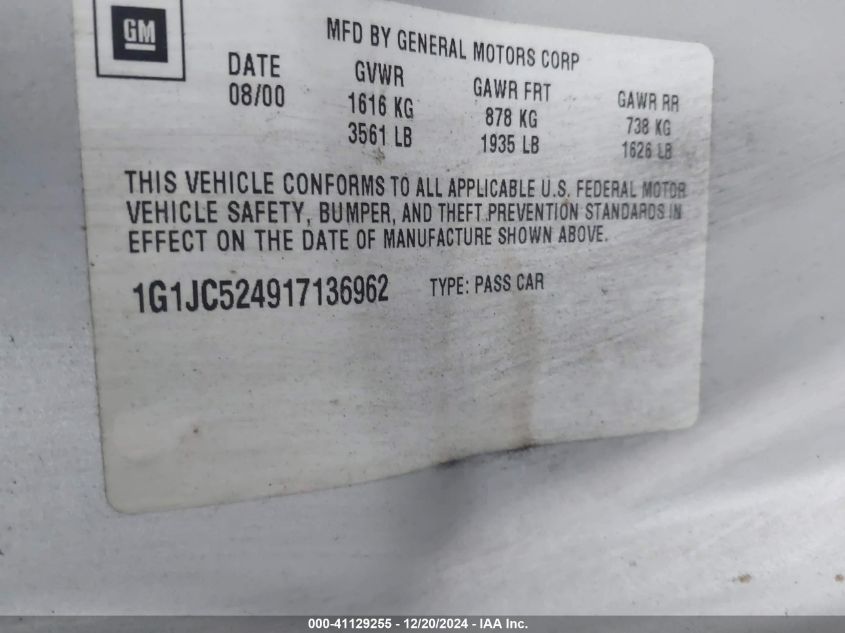 GM
MFD BY GENERAL MOTORS CORP
DATE GVWR GAWR FRT GAWR RR
08/00 1616 KG 878 KG 738 KG
3561 LB 1935 LB 1626 LB
THIS VEHICLE CONFORMS TO ALL APPLICABLE U.S. FEDERAL MOTOR
VEHICLE SAFETY, BUMPER, AND THEFT PREVENTION STANDARDS IN
EFFECT ON THE DATE OF MANUFACTURE SHOWN ABOVE.
1G1JC524917136962 TYPE: PASS CAR
000-41129255 - 12/20/2024 - IAA Inc.